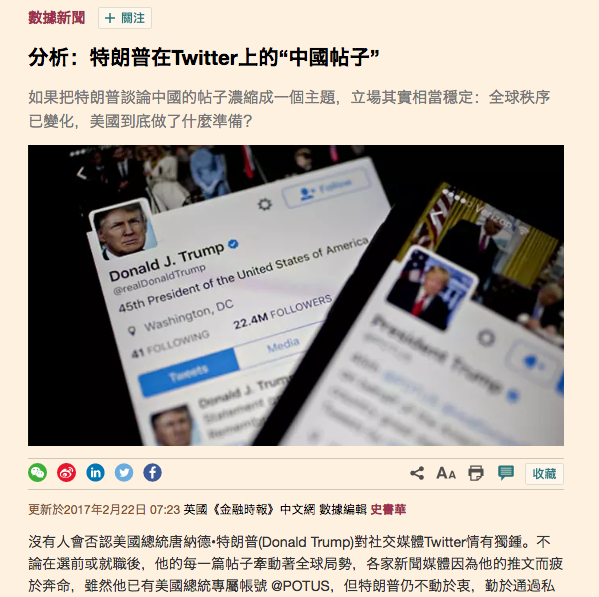 數據新聞 + 關注
分析：特朗普在Twitter上的“中國帖子”
如果把特朗普談論中國的帖子濃縮成一個主題，立場其實相當穩定：全球秩序
已變化，美國到底做了什麼準備？
Follow
Donald J. Trump
@realDonaldTrump
45th President of the United States of America
Washington, DC
41 FOLLOWING 22.4M FOLLOWERS
Tweets Media
Donald J. Trump
Statement
President Trump
@POTUS
AA 收藏
更新於2017年2月22日 07:23 英國《金融時報》中文網 數據編輯 史書華
沒有人會否認美國總統唐納德•特朗普(Donald Trump)對社交媒體Twitter情有獨鍾。不
論在選前或就職後，他的每一篇帖子牽動著全球局勢，各家新聞媒體因為他的推文而疲
於奔命，雖然他已有美國總統專屬帳號 @POTUS，但特朗普仍不動於衷，勤於通過私